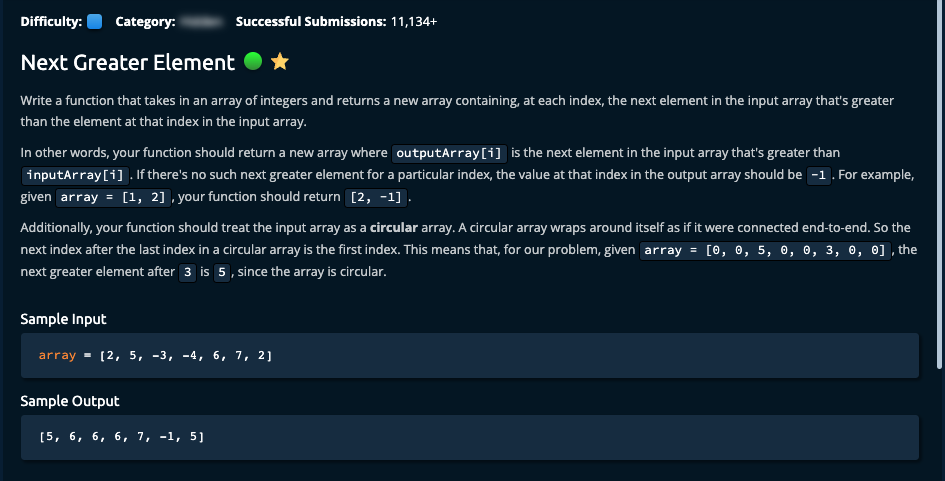 Difficulty: Category: Successful Submissions: 11,134+
Next Greater Element
Write a function that takes in an array of integers and returns a new array containing, at each index, the next element in the input array that's greater
than the element at that index in the input array.
In other words, your function should return a new array where outputArray[i] is the next element in the input array that's greater than
inputArray[i]. If there's no such next greater element for a particular index, the value at that index in the output array should be -1. For example,
given array = [1, 2], your function should return [2, -1].
Additionally, your function should treat the input array as a circular array. A circular array wraps around itself as if it were connected end-to-end. So the
next index after the last index in a circular array is the first index. This means that, for our problem, given array = [0, 0, 5, 0, 0, 3, 0, 0], the
next greater element after 3 is 5, since the array is circular.
Sample Input
array = [2, 5, -3, -4, 6, 7, 2]
Sample Output
[5, 6, 6, 6, 7, -1, 5]